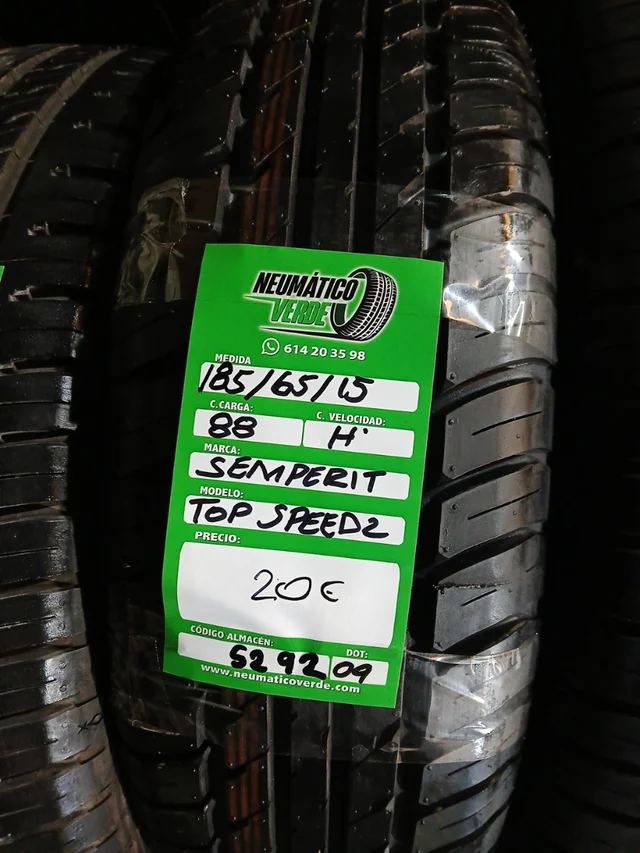 NEUMÁTICO
VERDE
614 20 35 98
MEDIDA
185/65/15
C.CARGA: C. VELOCIDAD:
88 H
MARCA:
SEMPERIT
MODELO:
TOP SPEED2
PRECIO:
20€
CÓDIGO ALMACÉN: DOT:
5292 09
www.neumaticoverde.com